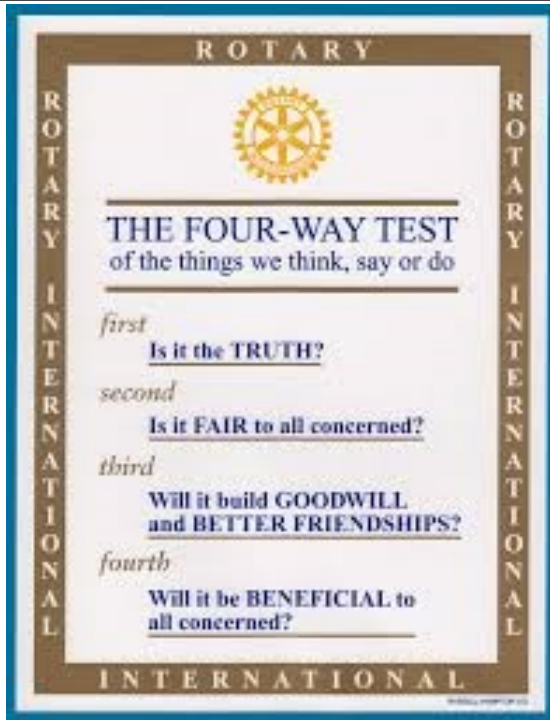 ROTARY
ROTARY INTERNATIONAL
ROTARY INTERNATIONAL
THE FOUR-WAY TEST
of the things we think, say or do
first
Is it the TRUTH?
second
Is it FAIR to all concerned?
third
Will it build GOODWILL
and BETTER FRIENDSHIPS?
fourth
Will it be BENEFICIAL to
all concerned?
INTERNATIONAL